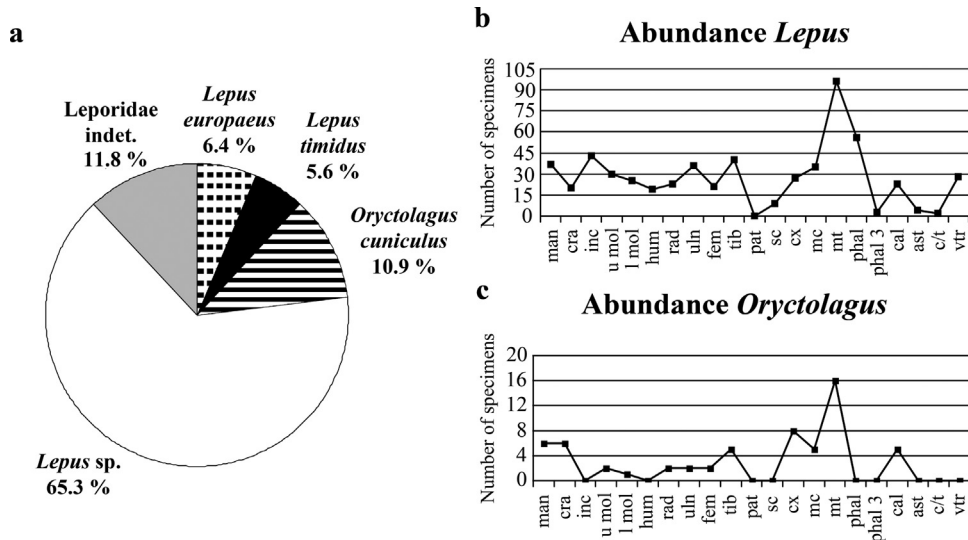 a
Leporidae
indet.
11.8 %
Lepus
europaeus
6.4 %
Lepus
timidus
5.6 %
Oryctolagus
cuniculus
10.9 %
Lepus sp.
65.3 %
b
Abundance Lepus
Number of specimens
105
90
75
60
45
30
15
0
man
cra
inc
u mol
l mol
hum
rad
uln
fem
tib
pat
sc
cx
mc
mt
phal
phal 3
cal
ast
c/t
vtr
c
Abundance Oryctolagus
Number of specimens
20
16
12
8
4
0
man
cra
inc
u mol
l mol
hum
rad
uln
fem
tib
pat
sc
cx
mc
mt
phal
phal 3
cal
ast
c/t
vtr